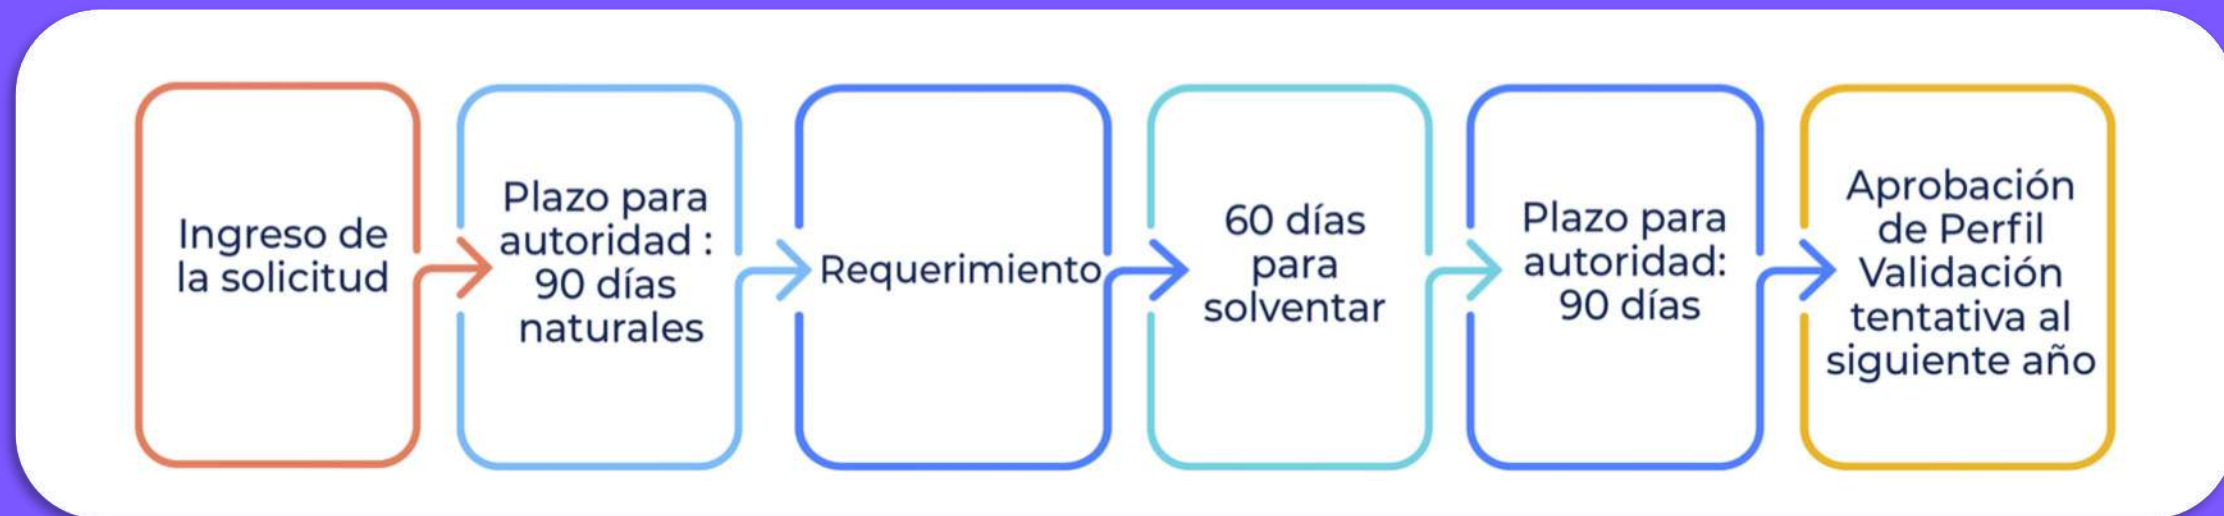 Ingreso de
la solicitud
Plazo para
autoridad :
90 días
naturales
Requerimiento
60 días
para
solventar
Plazo para
autoridad:
90 días
Aprobación
de Perfil
Validación
tentativa al
siguiente año